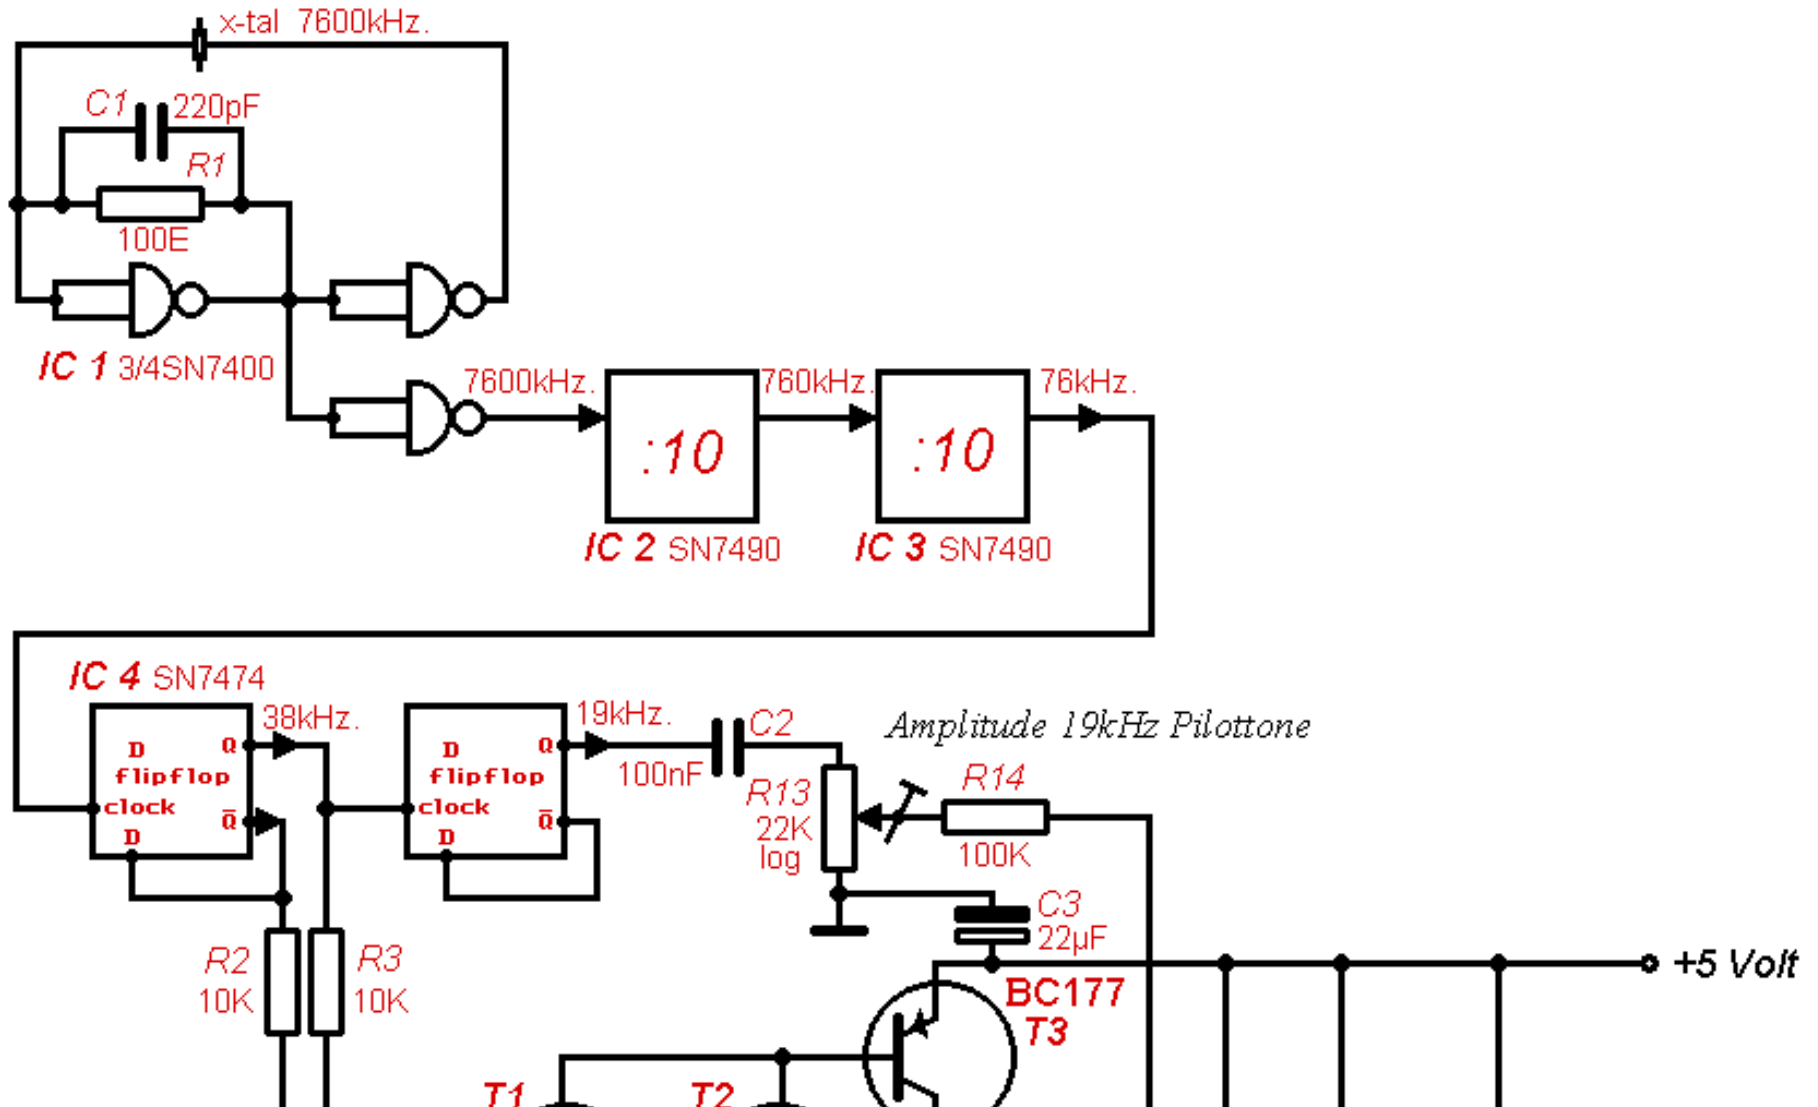 x-tal 7600kHz.
C1 220pF
R1
100E
IC 1 3/4SN7400
7600kHz.
760kHz.
76kHz.
:10
:10
IC 2 SN7490
IC 3 SN7490
IC 4 SN7474
38kHz.
D
flipflop
clock
D
Q
Q̅
19kHz.
D
flipflop
clock
D
Q
Q̅
C2
100nF
Amplitude 19kHz Pilottone
R13
22K
log
R14
100K
C3
22µF
R2
10K
R3
10K
+5 Volt
BC177
T3
T1
T2